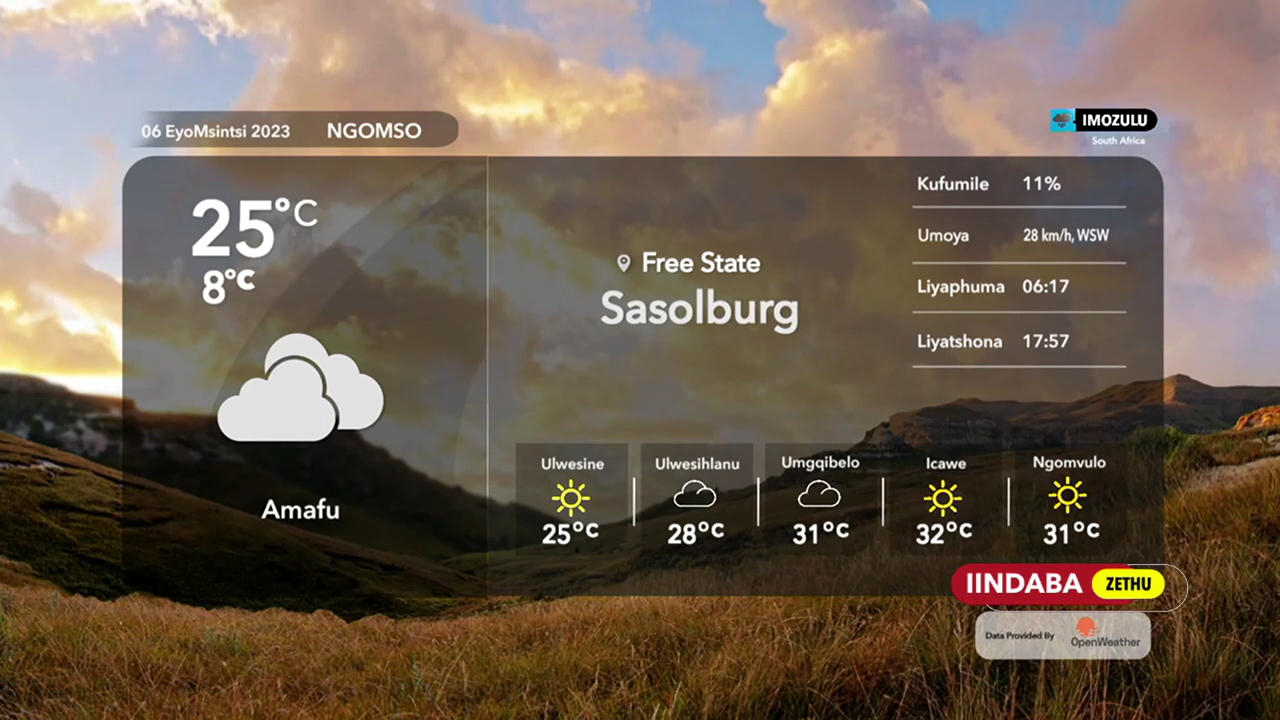 06 EyoMsintsi 2023 NGOMSO
IMOZULU
South Africa
25°C
8°C
Amafu
Free State
Sasolburg
Kufumile 11%
Umoya 28 km/h, WSW
Liyaphuma 06:17
Liyatshona 17:57
Ulwesine Ulwesihlanu Umgqibelo Icawe Ngomvulo
25°C 28°C 31°C 32°C 31°C
IINDABA ZETHU
Data Provided By OpenWeather